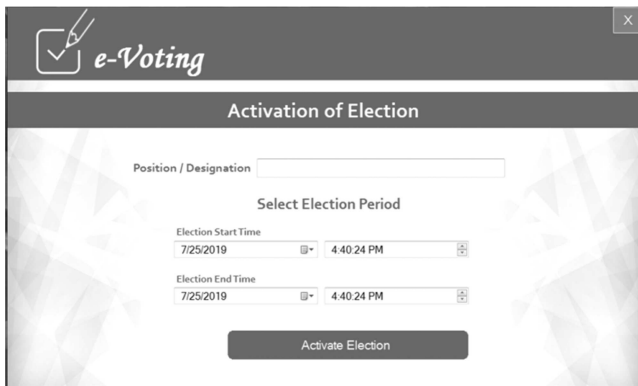 X
e-Voting
Activation of Election
Position / Designation
Select Election Period
Election Start Time
7/25/2019 4:40:24 PM
Election End Time
7/25/2019 4:40:24 PM
Activate Election